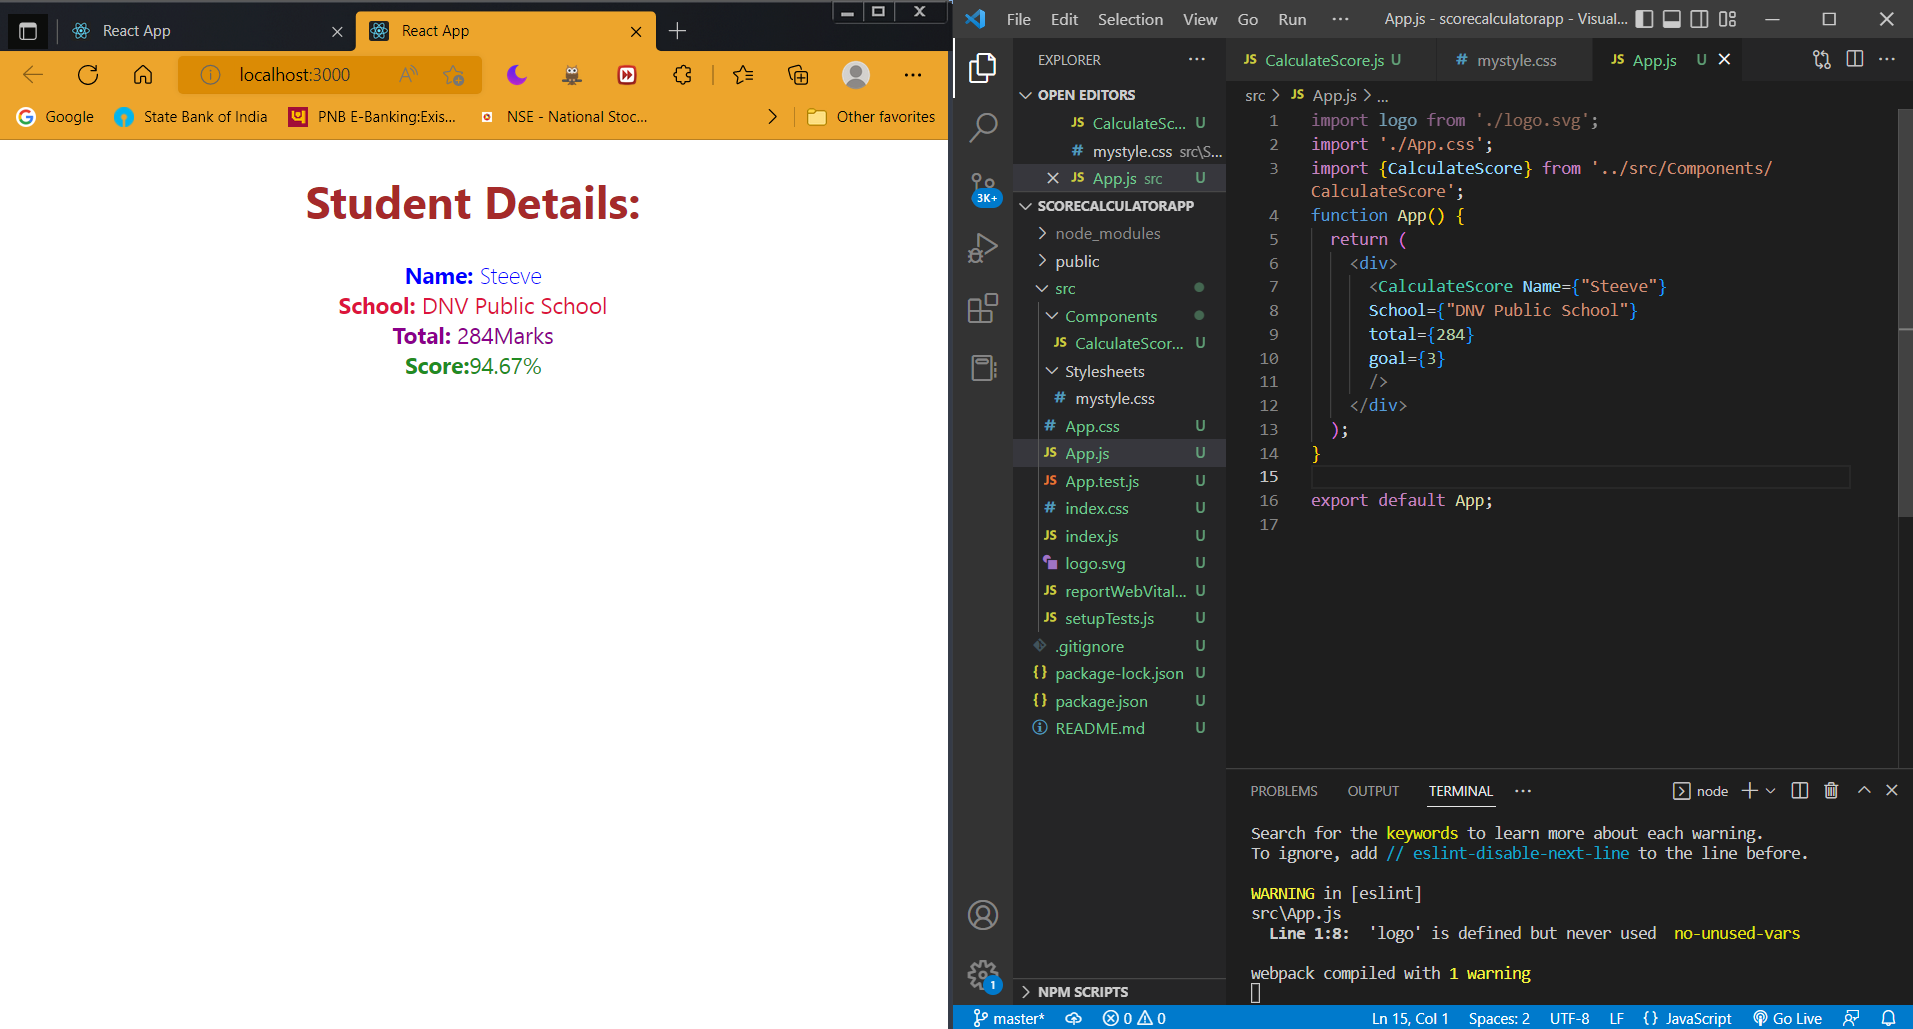 React App
React App
localhost:3000
Google
State Bank of India
PNB E-Banking:Exis...
NSE - National Stoc...
Other favorites
Student Details:
Name: Steeve
School: DNV Public School
Total: 284Marks
Score:94.67%
File Edit Selection View Go Run ··· App.js - scorecalculatorapp - Visual...
EXPLORER ···
OPEN EDITORS
JS CalculateSc... U
# mystyle.css src\S...
JS App.js src U
3K+
SCORECALCULATORAPP
node_modules
public
src
Components
JS CalculateScor... U
Stylesheets
# mystyle.css
# App.css U
JS App.js U
JS App.test.js U
# index.css U
JS index.js U
logo.svg U
JS reportWebVital... U
JS setupTests.js U
.gitignore U
{} package-lock.json U
{} package.json U
README.md U
NPM SCRIPTS
1
JS CalculateScore.js U
# mystyle.css
JS App.js U
src > JS App.js > ...
1 import logo from './logo.svg';
2 import './App.css';
3 import {CalculateScore} from '../src/Components/
CalculateScore';
4 function App() {
5 return (
6 <div>
7 <CalculateScore Name={"Steeve"}
8 School={"DNV Public School"}
9 total={284}
10 goal={3}
11 />
12 </div>
13 );
14 }
15
16 export default App;
17
PROBLEMS OUTPUT TERMINAL ··· node
Search for the keywords to learn more about each warning.
To ignore, add // eslint-disable-next-line to the line before.
WARNING in [eslint]
src\App.js
Line 1:8: 'logo' is defined but never used no-unused-vars
webpack compiled with 1 warning
master* 0 0 Ln 15, Col 1 Spaces: 2 UTF-8 LF {} JavaScript Go Live